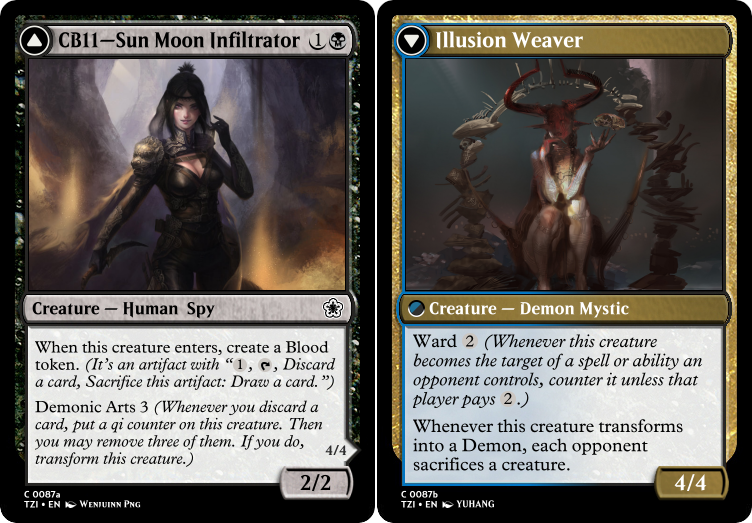 CB11—Sun Moon Infiltrator 1
Creature — Human Spy
When this creature enters, create a Blood
token. (It's an artifact with “1, , Discard
a card, Sacrifice this artifact: Draw a card.”)
Demonic Arts 3 (Whenever you discard a
card, put a qi counter on this creature. Then
you may remove three of them. If you do,
transform this creature.)
4/4
2/2
C 0087a
TZI • EN Wenjuinn Png
Illusion Weaver
Creature — Demon Mystic
Ward 2 (Whenever this creature
becomes the target of a spell or ability an
opponent controls, counter it unless that
player pays 2.)
Whenever this creature transforms
into a Demon, each opponent
sacrifices a creature.
4/4
C 0087b
TZI • EN YUHANG